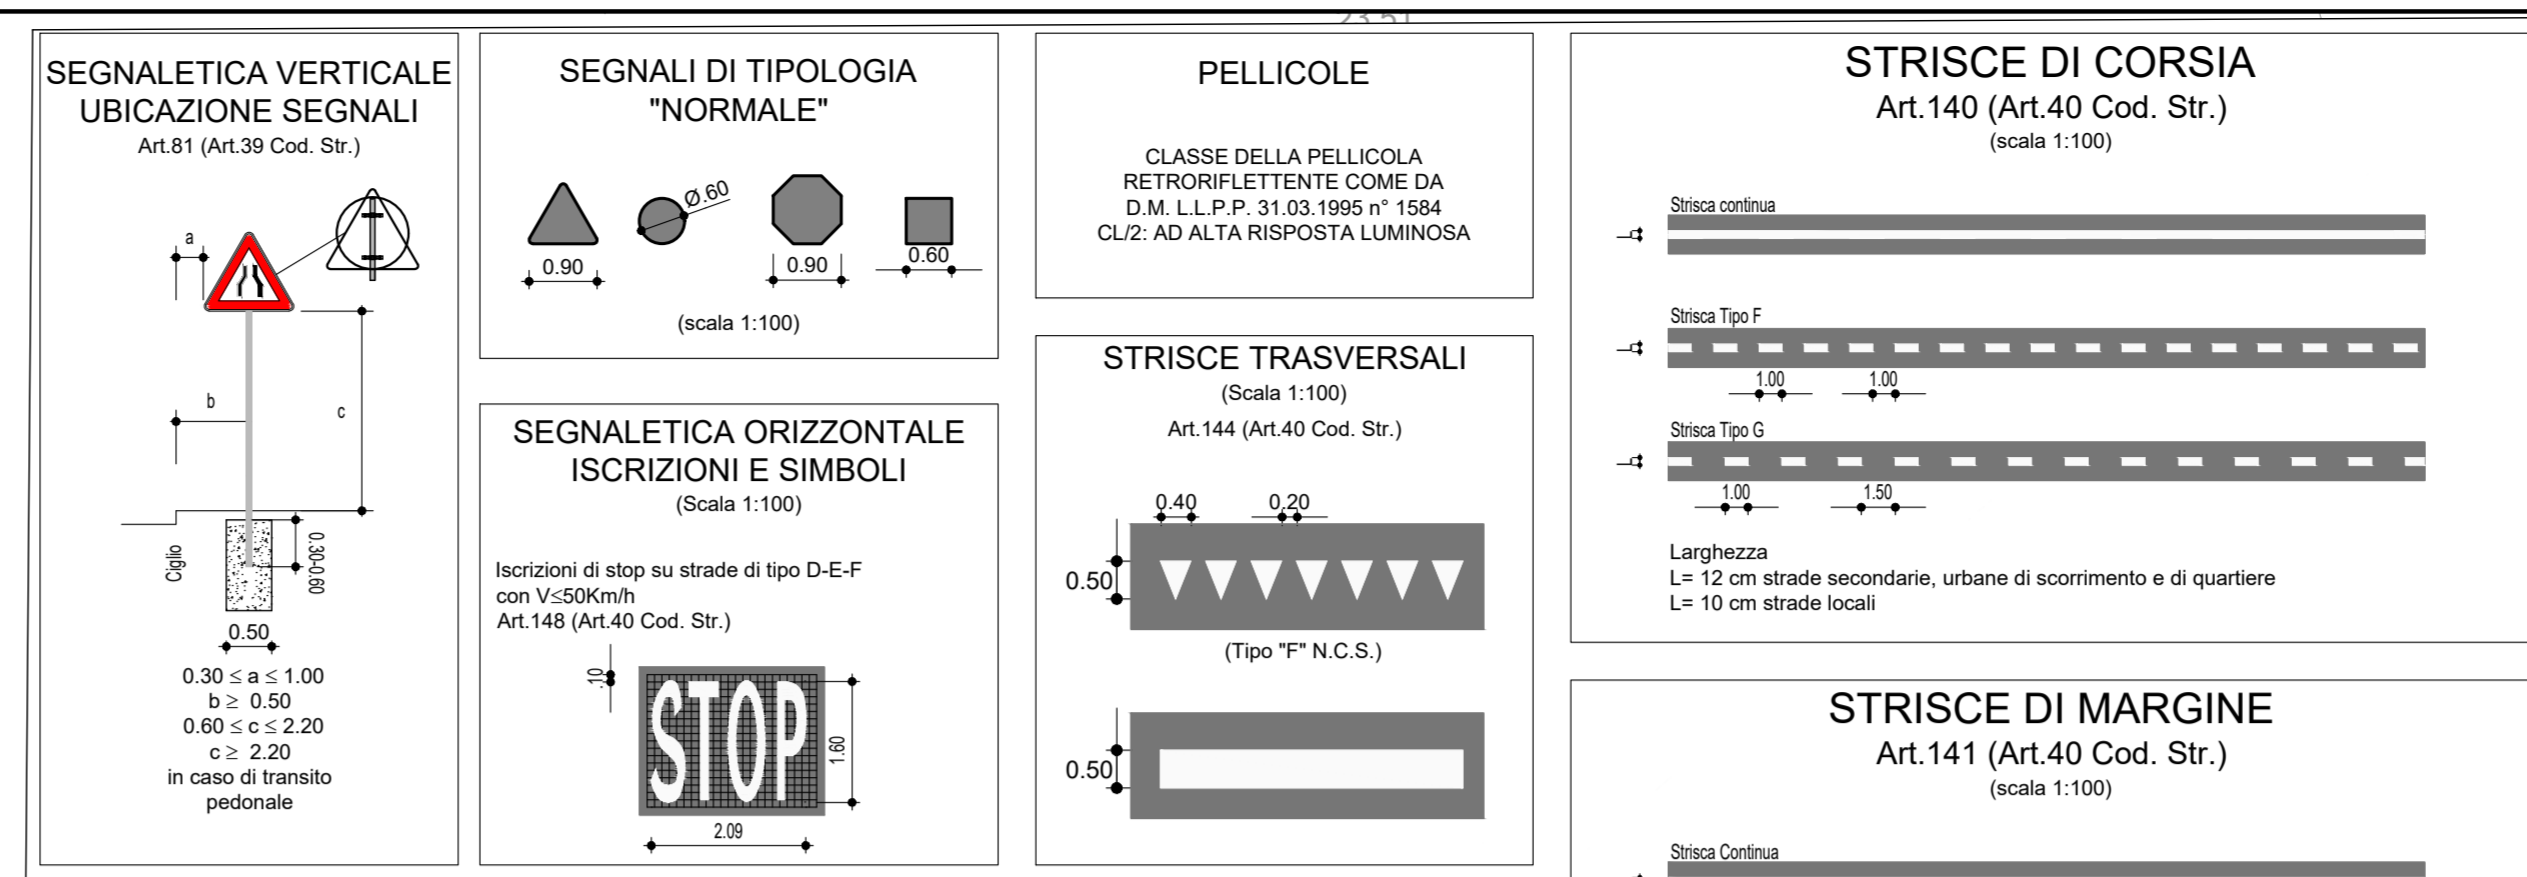 23.51
SEGNALETICA VERTICALE
UBICAZIONE SEGNALI
Art.81 (Art.39 Cod. Str.)
a
b
c
Ciglio
0.30-0.60
0.50
0.30 ≤ a ≤ 1.00
b ≥ 0.50
0.60 ≤ c ≤ 2.20
c ≥ 2.20
in caso di transito
pedonale
SEGNALI DI TIPOLOGIA
"NORMALE"
Ø.60
0.90
0.90
0.60
(scala 1:100)
SEGNALETICA ORIZZONTALE
ISCRIZIONI E SIMBOLI
(Scala 1:100)
Iscrizioni di stop su strade di tipo D-E-F
con V≤50Km/h
Art.148 (Art.40 Cod. Str.)
.10
STOP
1.60
2.09
PELLICOLE
CLASSE DELLA PELLICOLA
RETRORIFLETTENTE COME DA
D.M. L.L.P.P. 31.03.1995 n° 1584
CL/2: AD ALTA RISPOSTA LUMINOSA
STRISCE TRASVERSALI
(Scala 1:100)
Art.144 (Art.40 Cod. Str.)
0.40 0.20
0.50
(Tipo "F" N.C.S.)
0.50
STRISCE DI CORSIA
Art.140 (Art.40 Cod. Str.)
(scala 1:100)
Strisca continua
Strisca Tipo F
1.00 1.00
Strisca Tipo G
1.00 1.50
Larghezza
L= 12 cm strade secondarie, urbane di scorrimento e di quartiere
L= 10 cm strade locali
STRISCE DI MARGINE
Art.141 (Art.40 Cod. Str.)
(scala 1:100)
Strisca Continua